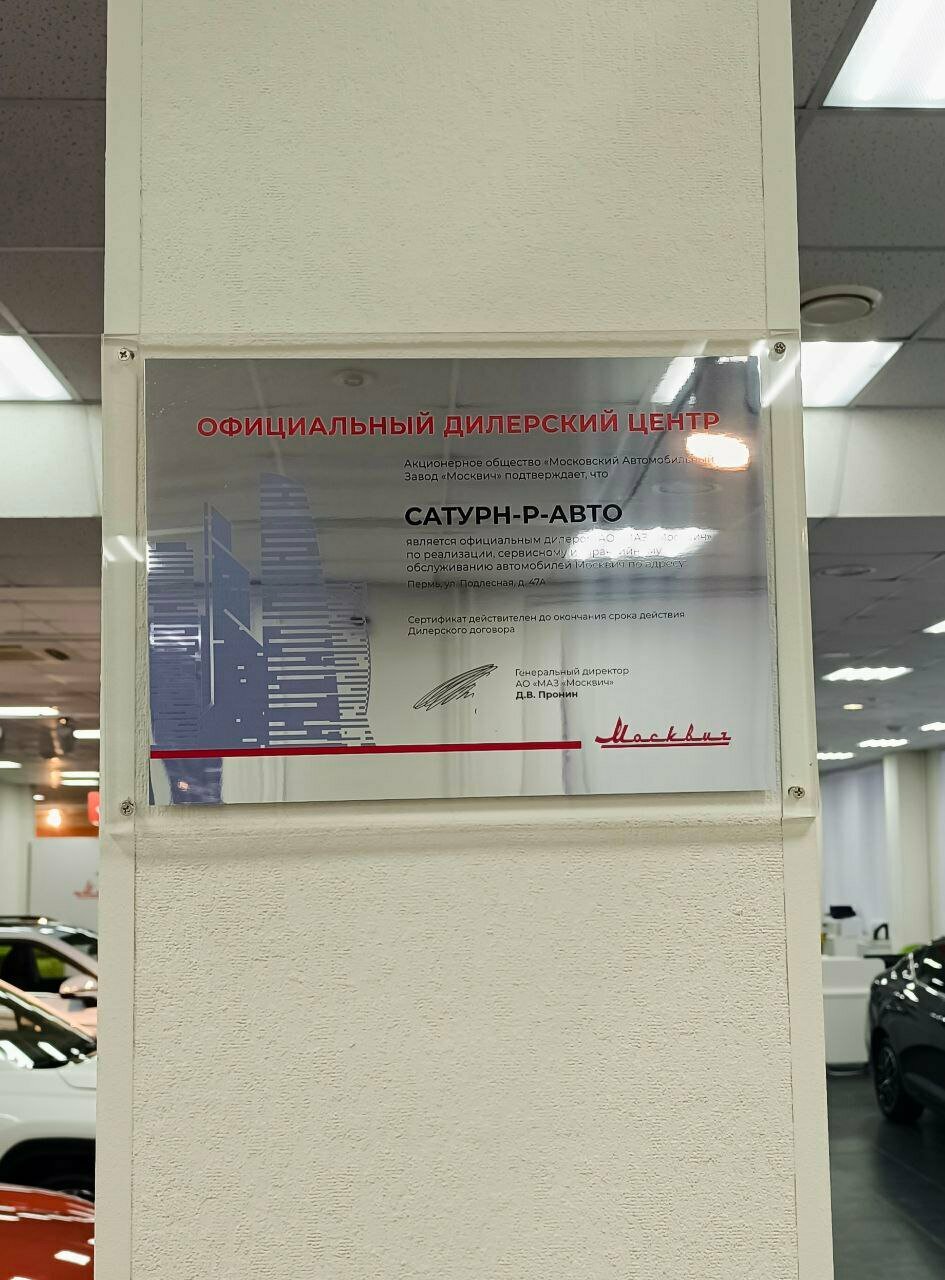 ОФИЦИАЛЬНЫЙ ДИЛЕРСКИЙ ЦЕНТР
Акционерное общество «Московский Автомобильный
Завод «Москвич» подтверждает, что
САТУРН-Р-АВТО
является официальным дилером АО «МАЗ «Москвич»
по реализации, сервисному и гарантийному
обслуживанию автомобилей Москвич по адресу:
Пермь, ул. Подлесная, д. 47А
Сертификат действителен до окончания срока действия
Дилерского договора
Генеральный директор
АО «МАЗ «Москвич»
Д.В. Пронин
Москвич